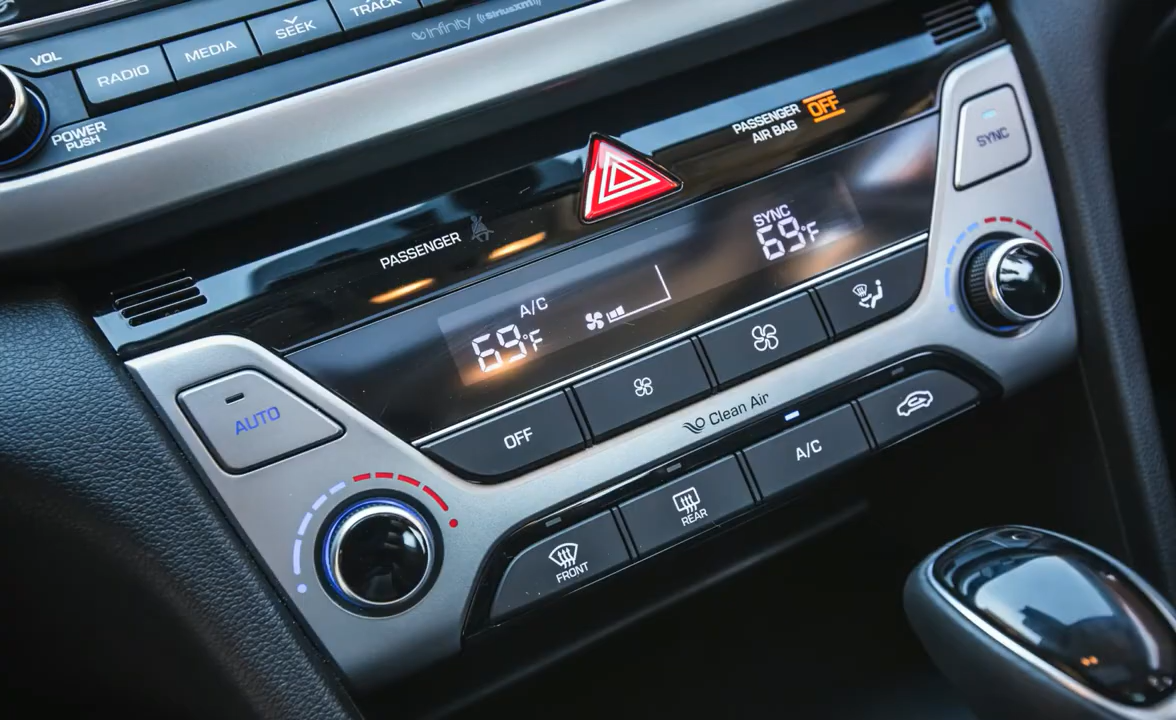 VOL
RADIO
MEDIA
SEEK
TRACK
infinity
((SiriusXM))
POWER
PUSH
PASSENGER
AIR BAG
OFF
SYNC
PASSENGER
SYNC
69°F
A/C
69°F
AUTO
OFF
Clean Air
A/C
REAR
FRONT